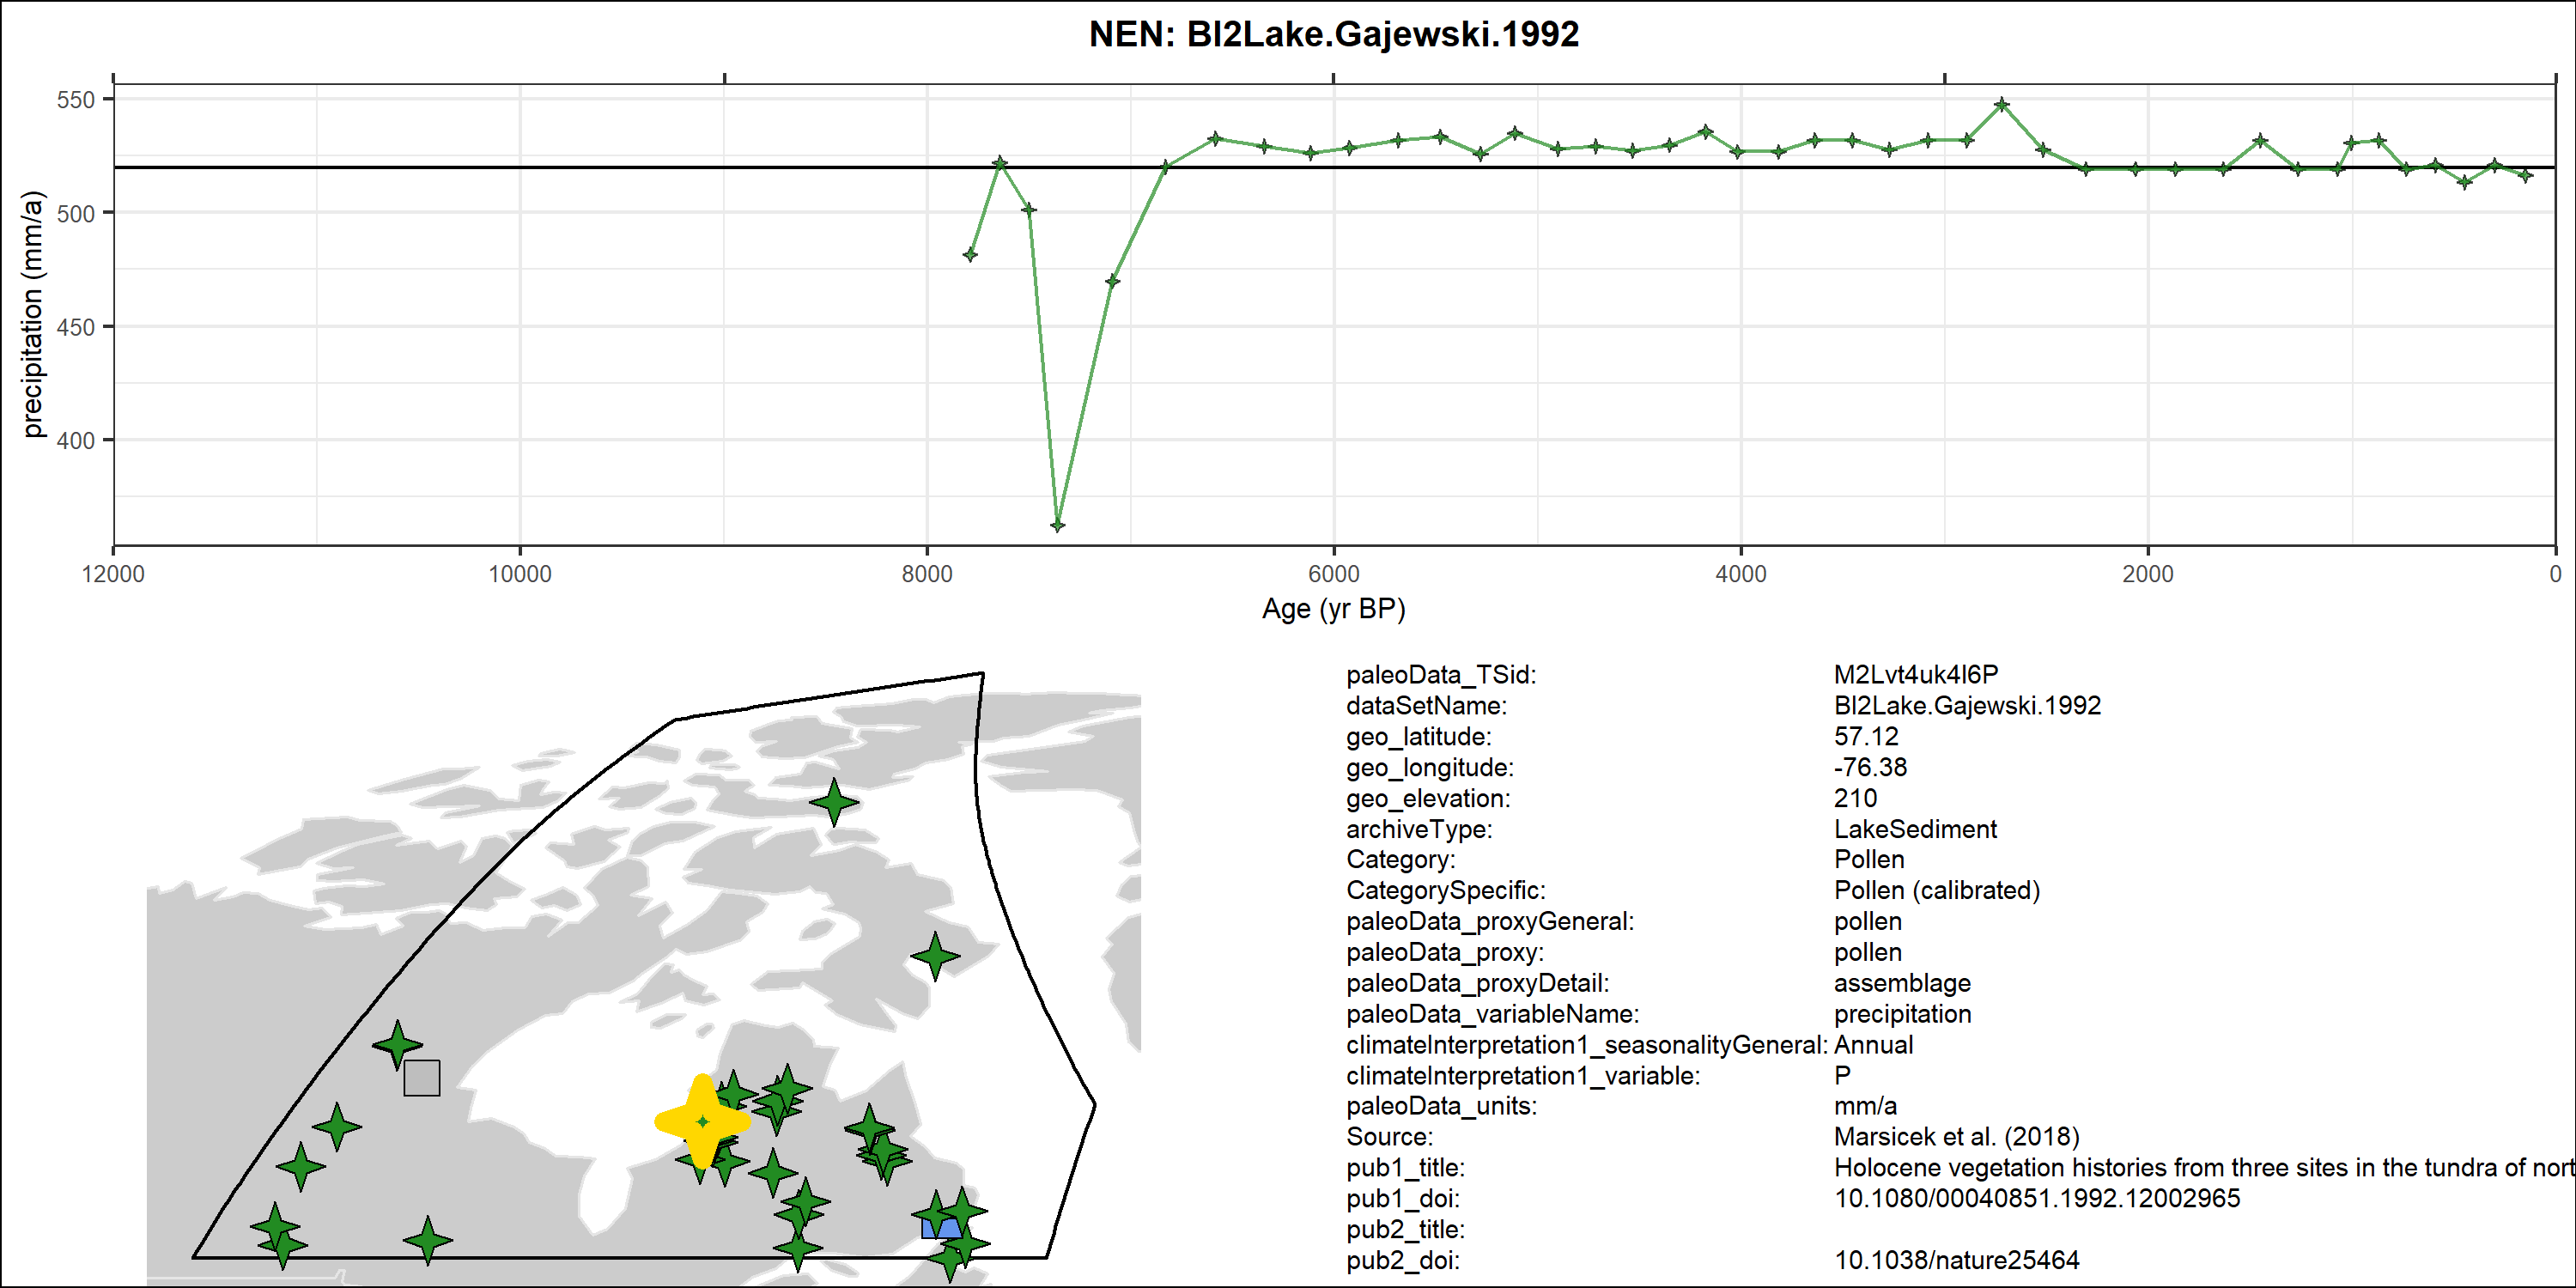 NEN: Bl2Lake.Gajewski.1992
precipitation (mm/a)
550
500
450
400
12000 10000 8000 6000 4000 2000 0
Age (yr BP)
paleoData_TSid: M2Lvt4uk4l6P
dataSetName: Bl2Lake.Gajewski.1992
geo_latitude: 57.12
geo_longitude: -76.38
geo_elevation: 210
archiveType: LakeSediment
Category: Pollen
CategorySpecific: Pollen (calibrated)
paleoData_proxyGeneral: pollen
paleoData_proxy: pollen
paleoData_proxyDetail: assemblage
paleoData_variableName: precipitation
climateInterpretation1_seasonalityGeneral: Annual
climateInterpretation1_variable: P
paleoData_units: mm/a
Source: Marsicek et al. (2018)
pub1_title: Holocene vegetation histories from three sites in the tundra of nort
pub1_doi: 10.1080/00040851.1992.12002965
pub2_title:
pub2_doi: 10.1038/nature25464